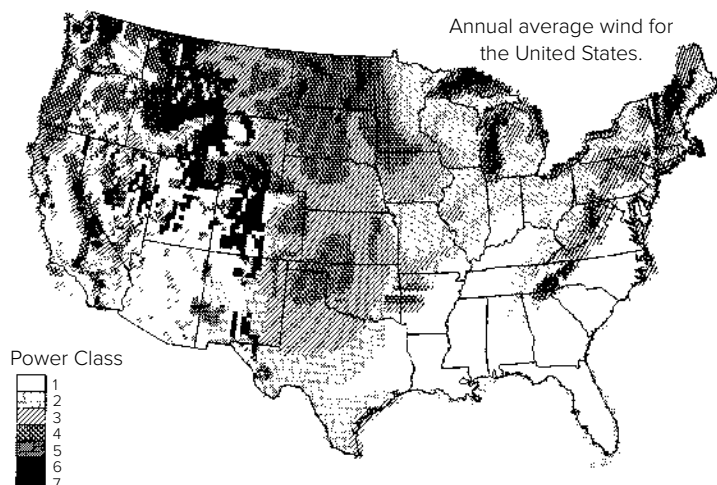 Annual average wind for
the United States.
Power Class
1
2
3
4
5
6
7